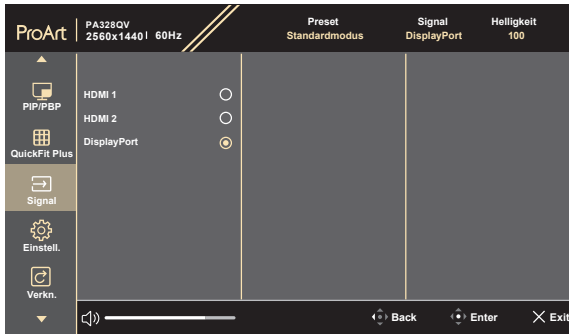 ProArt
PA328QV
2560x1440 60Hz
Preset
Standardmodus
Signal
DisplayPort
Helligkeit
100
PIP/PBP
QuickFit Plus
Signal
Einstell.
Verkn.
HDMI 1
HDMI 2
DisplayPort
Back
Enter
Exit